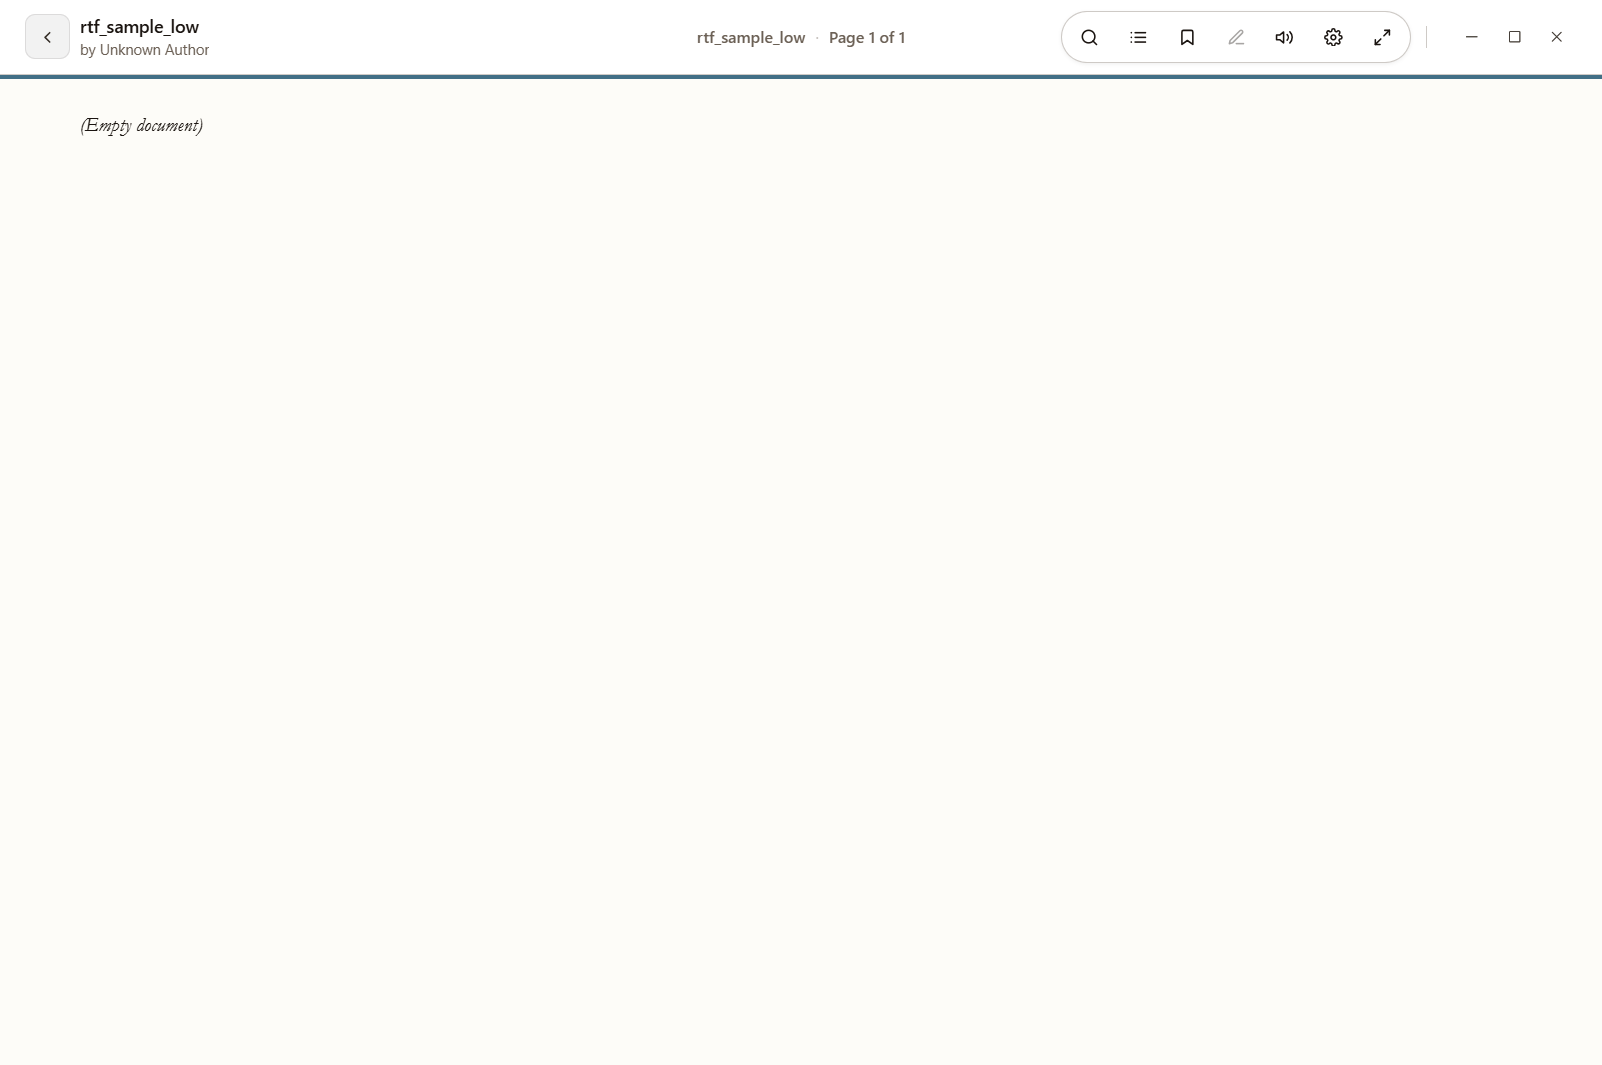 rtf_sample_low
by Unknown Author
rtf_sample_low · Page 1 of 1
(Empty document)